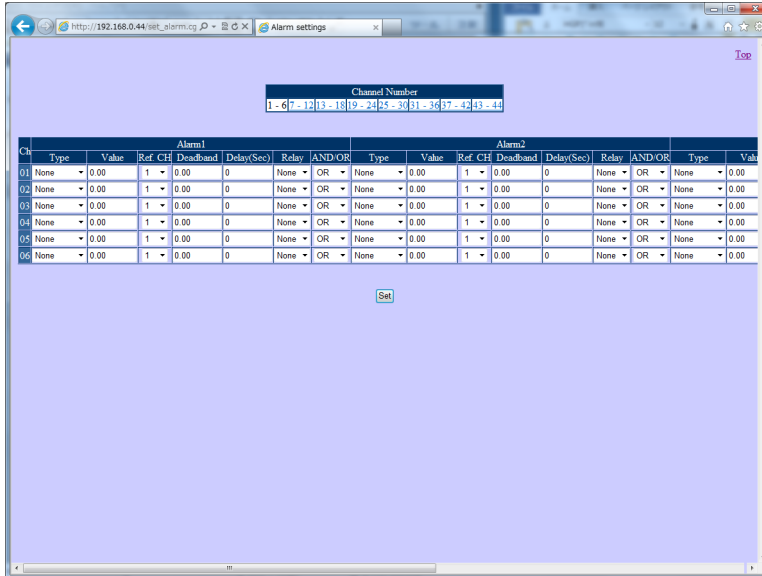 http://192.168.0.44/set_alarm.cg Alarm settings
Top
Channel Number
1 - 6 7 - 12 13 - 18 19 - 24 25 - 30 31 - 36 37 - 42 43 - 44
Ch Alarm1 Alarm2
Type Value Ref. CH Deadband Delay(Sec) Relay AND/OR Type Value Ref. CH Deadband Delay(Sec) Relay AND/OR Type Valu
01 None 0.00 1 0.00 0 None OR None 0.00 1 0.00 0 None OR None 0.00
02 None 0.00 1 0.00 0 None OR None 0.00 1 0.00 0 None OR None 0.00
03 None 0.00 1 0.00 0 None OR None 0.00 1 0.00 0 None OR None 0.00
04 None 0.00 1 0.00 0 None OR None 0.00 1 0.00 0 None OR None 0.00
05 None 0.00 1 0.00 0 None OR None 0.00 1 0.00 0 None OR None 0.00
06 None 0.00 1 0.00 0 None OR None 0.00 1 0.00 0 None OR None 0.00
Set